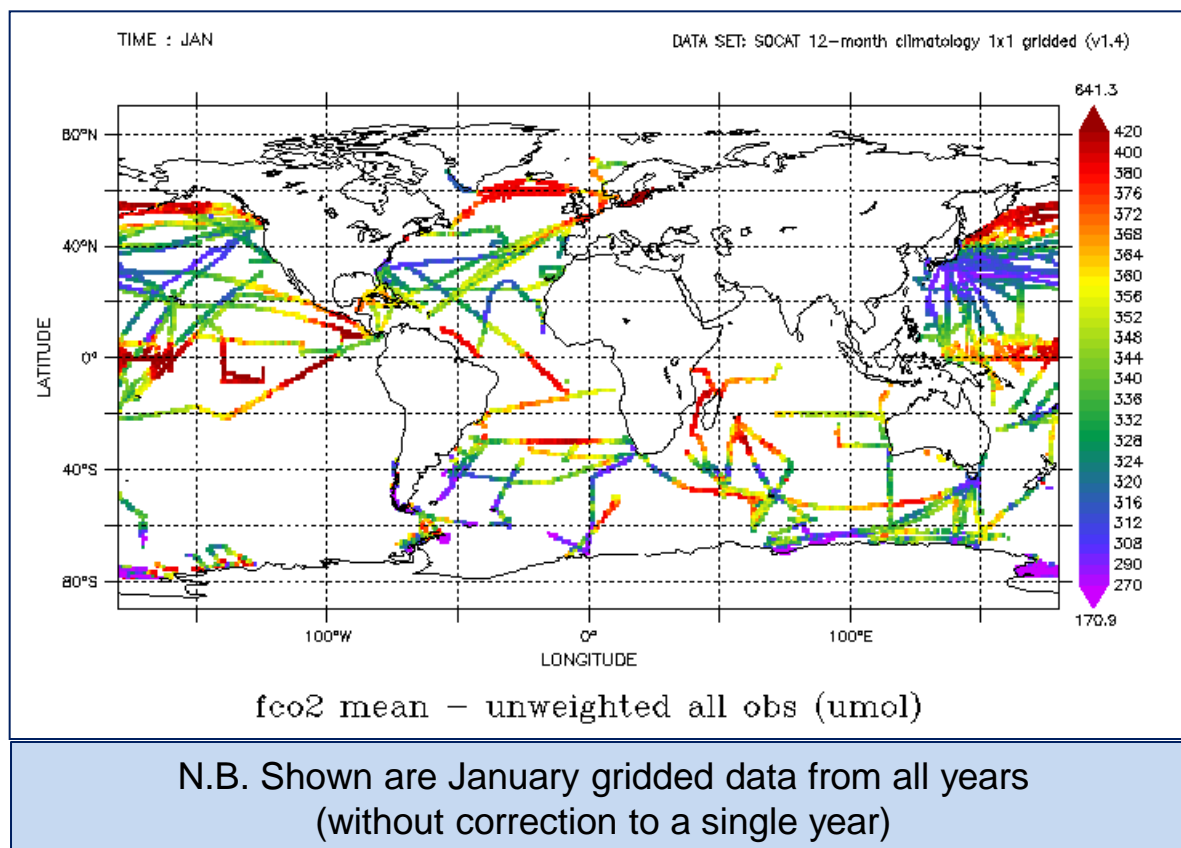 TIME : JAN
DATA SET: SOCAT 12-month climatology 1x1 gridded (v1.4)
641.3
420
400
380
376
372
368
364
360
356
352
348
344
340
336
332
328
324
320
316
312
308
290
270
170.9
80°N
40°N
0°
40°S
80°S
LATITUDE
100°W
0°
100°E
LONGITUDE
fco2 mean – unweighted all obs (umol)
N.B. Shown are January gridded data from all years
(without correction to a single year)